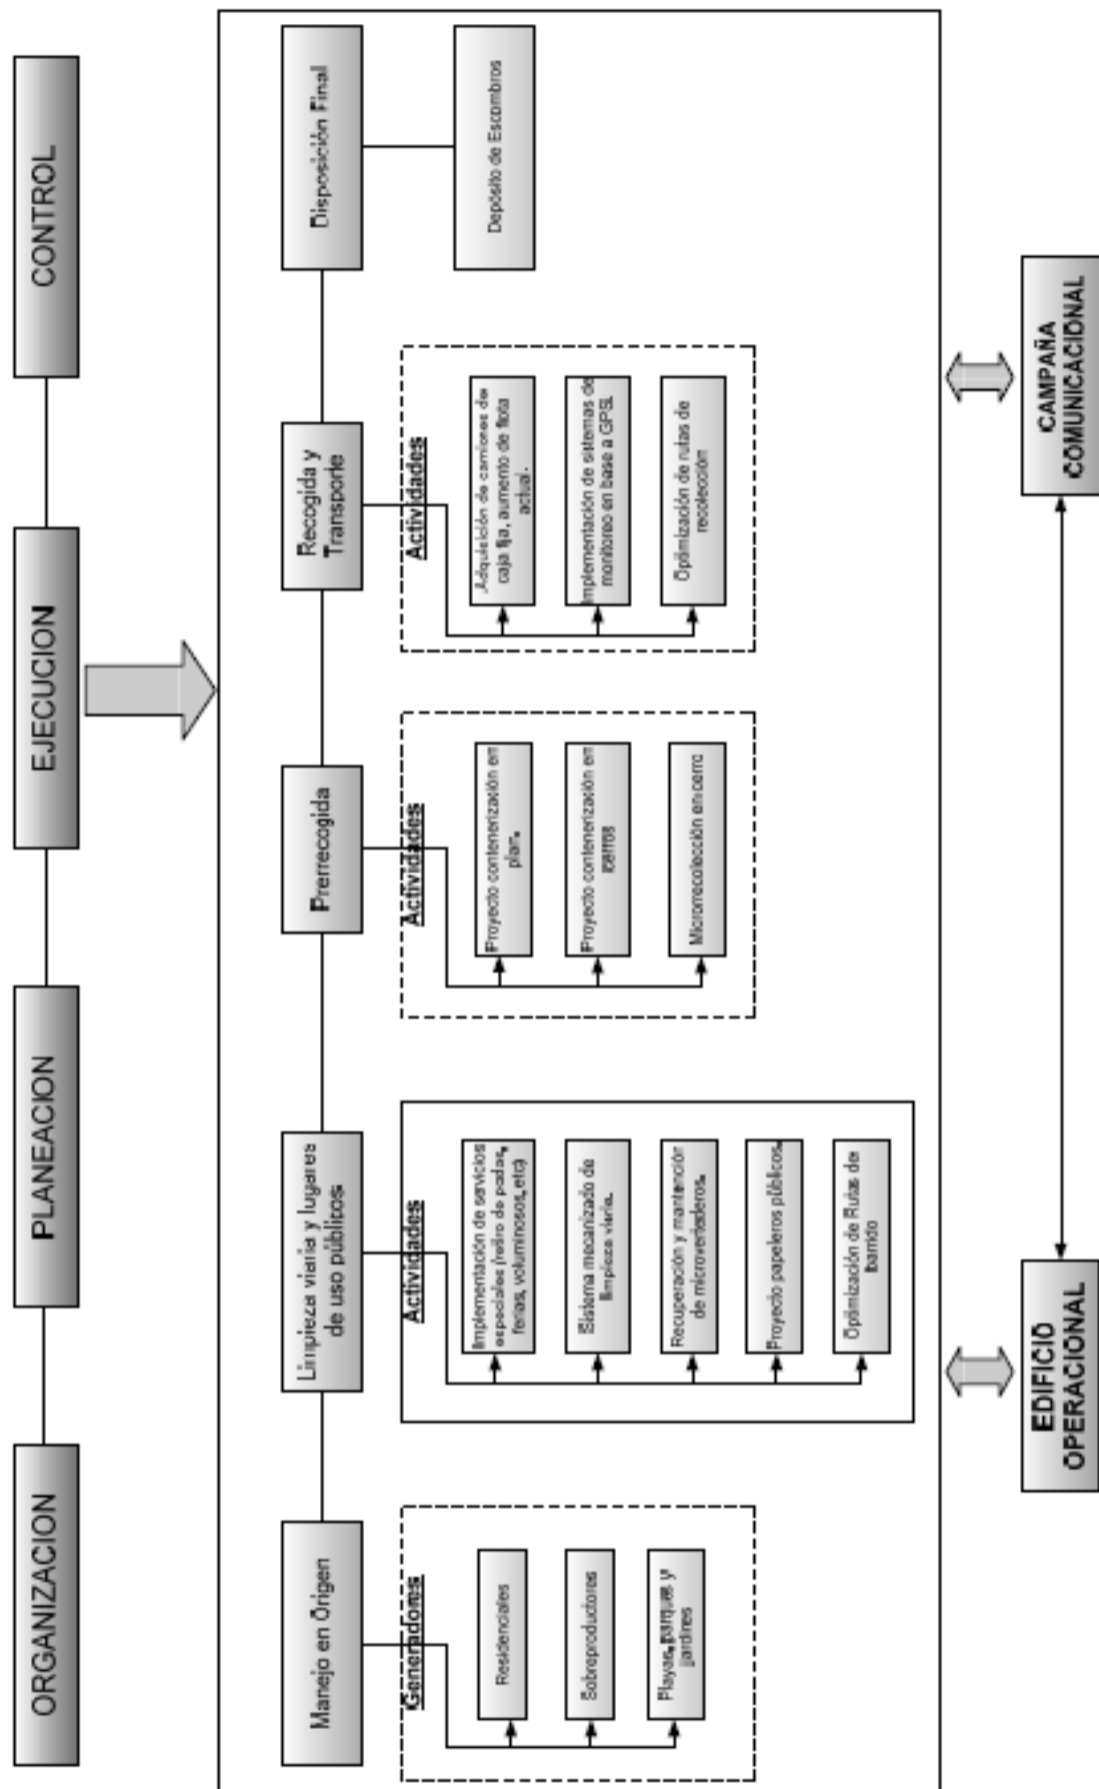 ORGANIZACION
PLANEACION
EJECUCION
CONTROL
Manejo en Origen
Limpieza viaria y lugares
de uso públicos
Prerrecogida
Recogida y
Transporte
Disposición Final
Generadores
Residenciales
Sobreproductores
Playas, parques y
jardines
Actividades
Implementación de servicios
especiales (retiro de podas,
ferias, voluminosos, etc)
Sistema mecanizado de
limpieza viaria.
Recuperación y mantención
de microvertederos.
Proyecto papeleros públicos.
Optimización de Rutas de
barrido
Actividades
Proyecto contenerización en
plan.
Proyecto contenerización en
cerros
Microrrecolección en cerro
Actividades
Adquisición de camiones de
caja fija, aumento de flota
actual.
Implementación de sistemas de
monitoreo en base a GPS.
Optimización de rutas de
recolección
Depósito de Escombros
EDIFICIO
OPERACIONAL
CAMPAÑA
COMUNICACIONAL